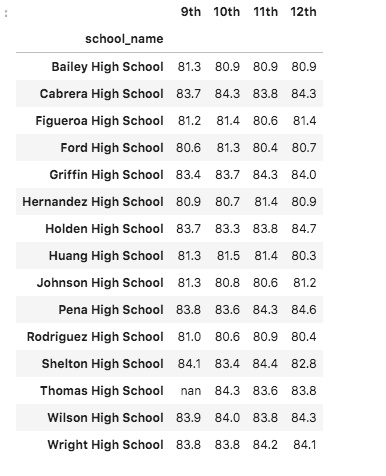 :
9th 10th 11th 12th
school_name
Bailey High School 81.3 80.9 80.9 80.9
Cabrera High School 83.7 84.3 83.8 84.3
Figueroa High School 81.2 81.4 80.6 81.4
Ford High School 80.6 81.3 80.4 80.7
Griffin High School 83.4 83.7 84.3 84.0
Hernandez High School 80.9 80.7 81.4 80.9
Holden High School 83.7 83.3 83.8 84.7
Huang High School 81.3 81.5 81.4 80.3
Johnson High School 81.3 80.8 80.6 81.2
Pena High School 83.8 83.6 84.3 84.6
Rodriguez High School 81.0 80.6 80.9 80.4
Shelton High School 84.1 83.4 84.4 82.8
Thomas High School nan 84.3 83.6 83.8
Wilson High School 83.9 84.0 83.8 84.3
Wright High School 83.8 83.8 84.2 84.1